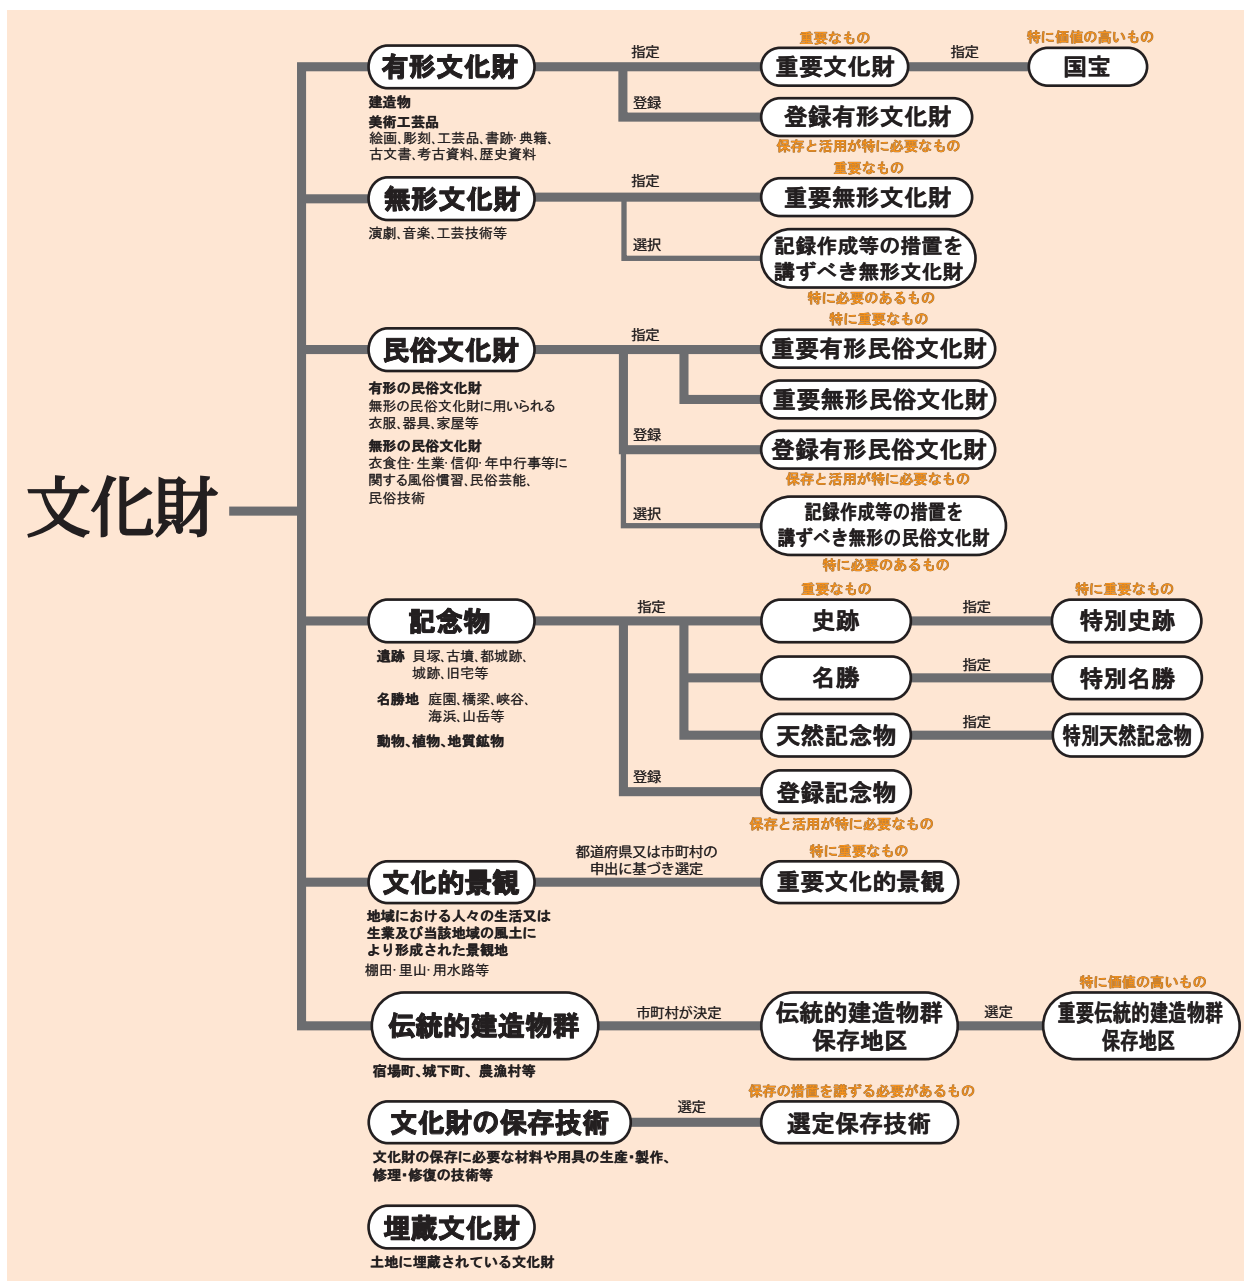 文化財
有形文化財
建造物
美術工芸品
絵画、彫刻、工芸品、書跡・典籍、
古文書、考古資料、歴史資料
指定
重要なもの
重要文化財
指定
特に価値の高いもの
国宝
登録
登録有形文化財
保存と活用が特に必要なもの
無形文化財
演劇、音楽、工芸技術等
指定
重要なもの
重要無形文化財
選択
記録作成等の措置を
講ずべき無形文化財
特に必要のあるもの
民俗文化財
有形の民俗文化財
無形の民俗文化財に用いられる
衣服、器具、家屋等
無形の民俗文化財
衣食住・生業・信仰・年中行事等に
関する風俗慣習、民俗芸能、
民俗技術
指定
特に重要なもの
重要有形民俗文化財
重要無形民俗文化財
登録
登録有形民俗文化財
保存と活用が特に必要なもの
選択
記録作成等の措置を
講ずべき無形の民俗文化財
特に必要のあるもの
記念物
遺跡 貝塚、古墳、都城跡、
城跡、旧宅等
名勝地 庭園、橋梁、峡谷、
海浜、山岳等
動物、植物、地質鉱物
指定
重要なもの
史跡
指定
特に重要なもの
特別史跡
名勝
指定
特別名勝
天然記念物
指定
特別天然記念物
登録
登録記念物
保存と活用が特に必要なもの
文化的景観
地域における人々の生活又は
生業及び当該地域の風土に
より形成された景観地
棚田・里山・用水路等
都道府県又は市町村の
申出に基づき選定
特に重要なもの
重要文化的景観
伝統的建造物群
宿場町、城下町、農漁村等
市町村が決定
伝統的建造物群
保存地区
選定
特に価値の高いもの
重要伝統的建造物群
保存地区
文化財の保存技術
文化財の保存に必要な材料や用具の生産・製作、
修理・修復の技術等
選定
保存の措置を講ずる必要があるもの
選定保存技術
埋蔵文化財
土地に埋蔵されている文化財